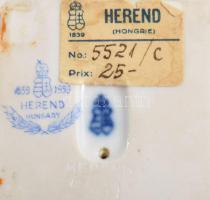 HEREND
1839
(HONGRIE)
No.: 5521/C
Prix: 25-
1839 1939
HEREND
HUNGARY